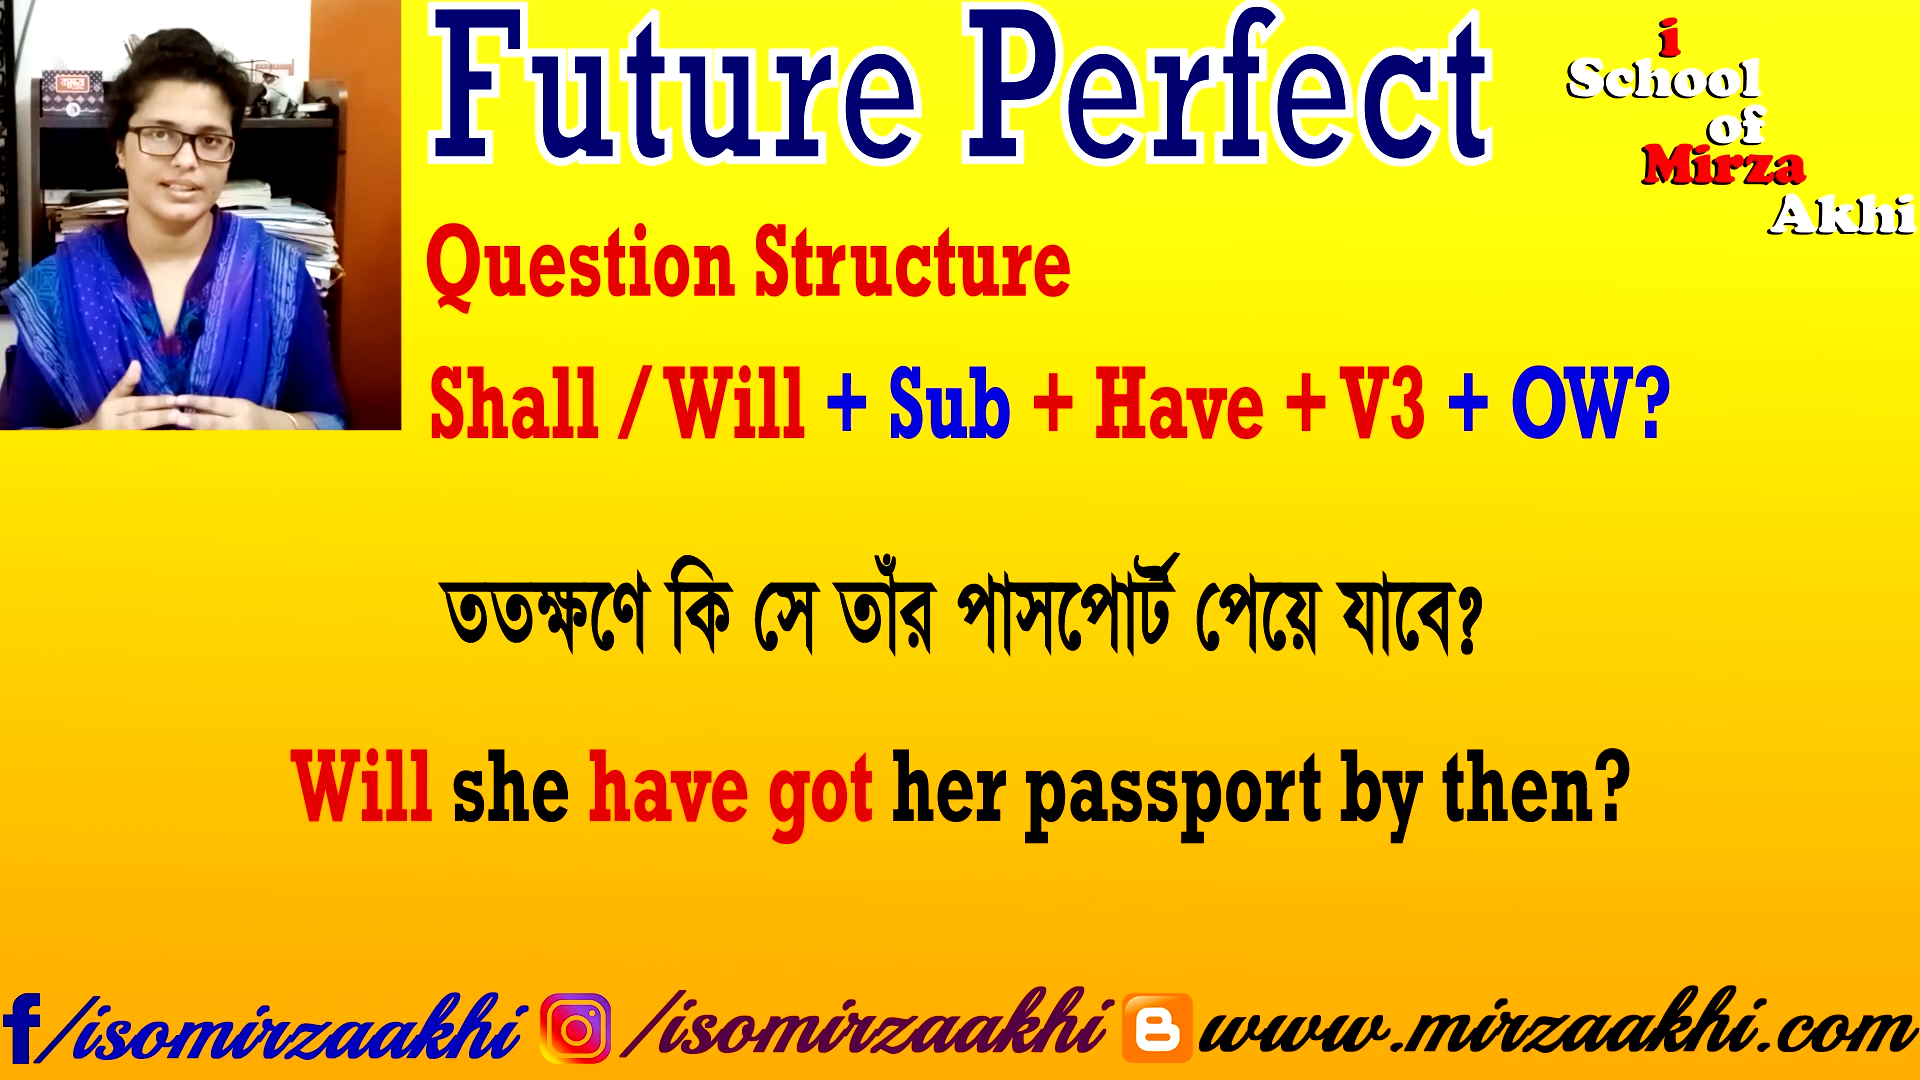 Future Perfect
i
School
of
Mirza
Akhi
Question Structure
Shall / Will + Sub + Have + V3 + OW?
ততক্ষণে কি সে তাঁর পাসপোর্ট পেয়ে যাবে?
Will she have got her passport by then?
f/isomirzaakhi /isomirzaakhi www.mirzaakhi.com